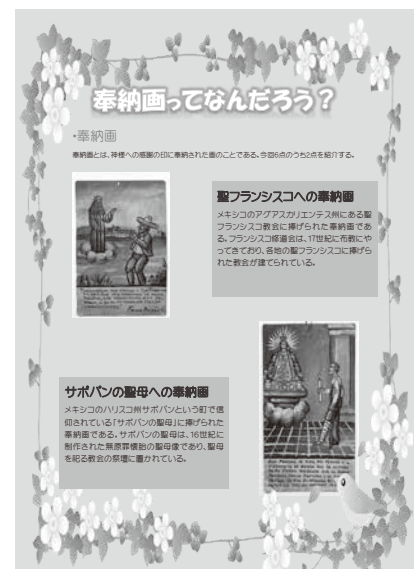 奉納画ってなんだろう？
・奉納画
奉納画とは、神様への感謝の印に奉納された画のことである。今回6点のうち2点を紹介する。
聖フランシスコへの奉納画
メキシコのアグアスカリエンテス州にある聖
フランシスコ教会に捧げられた奉納画であ
る。フランシスコ修道会は、17世紀に布教にや
ってきており、各地の聖フランシスコに捧げら
れた教会が建てられている。
サポパンの聖母への奉納画
メキシコのハリスコ州サポパンという町で信
仰されている「サポパンの聖母」に捧げられた
奉納画である。サポパンの聖母は、16世紀に
制作された無原罪懐胎の聖母像であり、聖母
を祀る教会の祭壇に置かれている。